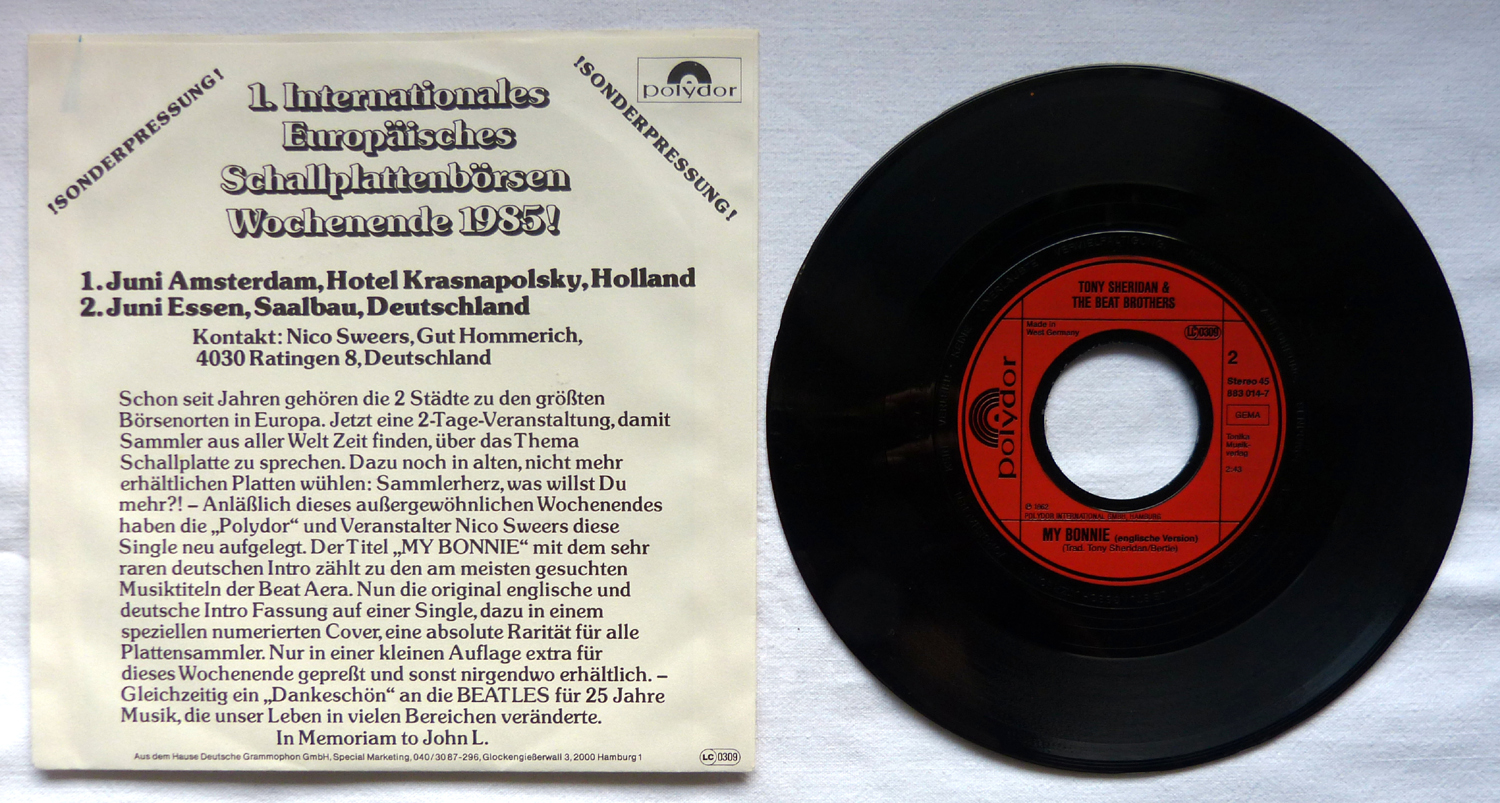 !SONDERPRESSUNG!
!SONDERPRESSUNG!
polydor
1. Internationales
Europäisches
Schallplattenbörsen
Wochenende 1985!
1. Juni Amsterdam, Hotel Krasnapolsky, Holland
2. Juni Essen, Saalbau, Deutschland
Kontakt: Nico Sweers, Gut Hommerich,
4030 Ratingen 8, Deutschland
Schon seit Jahren gehören die 2 Städte zu den größten
Börsenorten in Europa. Jetzt eine 2-Tage-Veranstaltung, damit
Sammler aus aller Welt Zeit finden, über das Thema
Schallplatte zu sprechen. Dazu noch in alten, nicht mehr
erhältlichen Platten wühlen: Sammlerherz, was willst Du
mehr?! – Anläßlich dieses außergewöhnlichen Wochenendes
haben die „Polydor“ und Veranstalter Nico Sweers diese
Single neu aufgelegt. Der Titel „MY BONNIE“ mit dem sehr
raren deutschen Intro zählt zu den am meisten gesuchten
Musiktiteln der Beat Aera. Nun die original englische und
deutsche Intro Fassung auf einer Single, dazu in einem
speziellen numerierten Cover, eine absolute Rarität für alle
Plattensammler. Nur in einer kleinen Auflage extra für
dieses Wochenende gepreßt und sonst nirgendwo erhältlich. –
Gleichzeitig ein „Dankeschön“ an die BEATLES für 25 Jahre
Musik, die unser Leben in vielen Bereichen veränderte.
In Memoriam to John L.
Aus dem Hause Deutsche Grammophon GmbH, Special Marketing, 040/30 87-296, Glockengießerwall 3, 2000 Hamburg 1
LC 0309
TONY SHERIDAN &
THE BEAT BROTHERS
Made in
West Germany
LC 0309
polydor
2
Stereo 45
883 014-7
GEMA
Tonika
Musik-
verlag
2:43
℗ 1962
POLYDOR INTERNATIONAL GMBH, HAMBURG
MY BONNIE (englische Version)
(Trad. Tony Sheridan/Bertle)